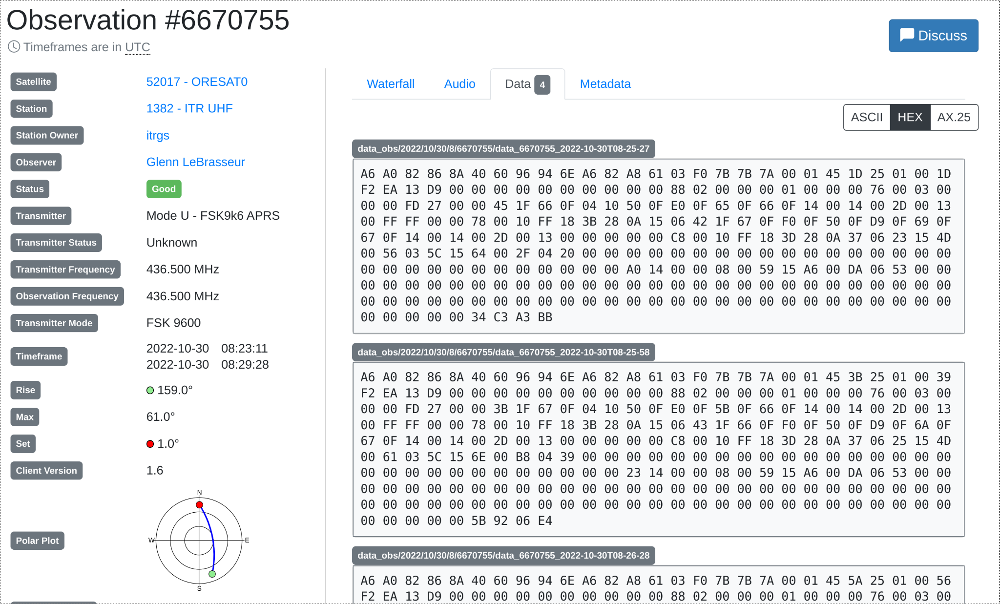 Observation #6670755
Timeframes are in UTC
Discuss
Satellite 52017 - ORESAT0
Station 1382 - ITR UHF
Station Owner itrgs
Observer Glenn LeBrasseur
Status Good
Transmitter Mode U - FSK9k6 APRS
Transmitter Status Unknown
Transmitter Frequency 436.500 MHz
Observation Frequency 436.500 MHz
Transmitter Mode FSK 9600
Timeframe 2022-10-30 08:23:11
2022-10-30 08:29:28
Rise 159.0°
Max 61.0°
Set 1.0°
Client Version 1.6
Polar Plot
N
W E
S
Waterfall Audio Data 4 Metadata
ASCII HEX AX.25
data_obs/2022/10/30/8/6670755/data_6670755_2022-10-30T08-25-27
A6 A0 82 86 8A 40 60 96 94 6E A6 82 A8 61 03 F0 7B 7B 7A 00 01 45 1D 25 01 00 1D
F2 EA 13 D9 00 00 00 00 00 00 00 00 00 00 88 02 00 00 00 01 00 00 00 76 00 03 00
00 00 FD 27 00 00 45 1F 66 0F 04 10 50 0F E0 0F 65 0F 66 0F 14 00 14 00 2D 00 13
00 FF FF 00 00 78 00 10 FF 18 3B 28 0A 15 06 42 1F 67 0F F0 0F 50 0F D9 0F 69 0F
67 0F 14 00 14 00 2D 00 13 00 00 00 00 00 C8 00 10 FF 18 3D 28 0A 37 06 23 15 4D
00 56 03 5C 15 64 00 2F 04 20 00 00 00 00 00 00 00 00 00 00 00 00 00 00 00 00 00
00 00 00 00 00 00 00 00 00 00 00 00 A0 14 00 00 08 00 59 15 A6 00 DA 06 53 00 00
00 00 00 00 00 00 00 00 00 00 00 00 00 00 00 00 00 00 00 00 00 00 00 00 00 00 00
00 00 00 00 00 00 00 00 00 00 00 00 00 00 00 00 00 00 00 00 00 00 00 00 00 00 00
00 00 00 00 00 34 C3 A3 BB
data_obs/2022/10/30/8/6670755/data_6670755_2022-10-30T08-25-58
A6 A0 82 86 8A 40 60 96 94 6E A6 82 A8 61 03 F0 7B 7B 7A 00 01 45 3B 25 01 00 39
F2 EA 13 D9 00 00 00 00 00 00 00 00 00 00 88 02 00 00 00 01 00 00 00 76 00 03 00
00 00 FD 27 00 00 3B 1F 67 0F 04 10 50 0F E0 0F 5B 0F 66 0F 14 00 14 00 2D 00 13
00 FF FF 00 00 78 00 10 FF 18 3B 28 0A 15 06 43 1F 66 0F F0 0F 50 0F D9 0F 6A 0F
67 0F 14 00 14 00 2D 00 13 00 00 00 00 00 C8 00 10 FF 18 3D 28 0A 37 06 25 15 4D
00 61 03 5C 15 6E 00 B8 04 39 00 00 00 00 00 00 00 00 00 00 00 00 00 00 00 00 00
00 00 00 00 00 00 00 00 00 00 00 00 23 14 00 00 08 00 59 15 A6 00 DA 06 53 00 00
00 00 00 00 00 00 00 00 00 00 00 00 00 00 00 00 00 00 00 00 00 00 00 00 00 00 00
00 00 00 00 00 00 00 00 00 00 00 00 00 00 00 00 00 00 00 00 00 00 00 00 00 00 00
00 00 00 00 00 5B 92 06 E4
data_obs/2022/10/30/8/6670755/data_6670755_2022-10-30T08-26-28
A6 A0 82 86 8A 40 60 96 94 6E A6 82 A8 61 03 F0 7B 7B 7A 00 01 45 5A 25 01 00 56
F2 EA 13 D9 00 00 00 00 00 00 00 00 00 00 88 02 00 00 00 01 00 00 00 76 00 03 00